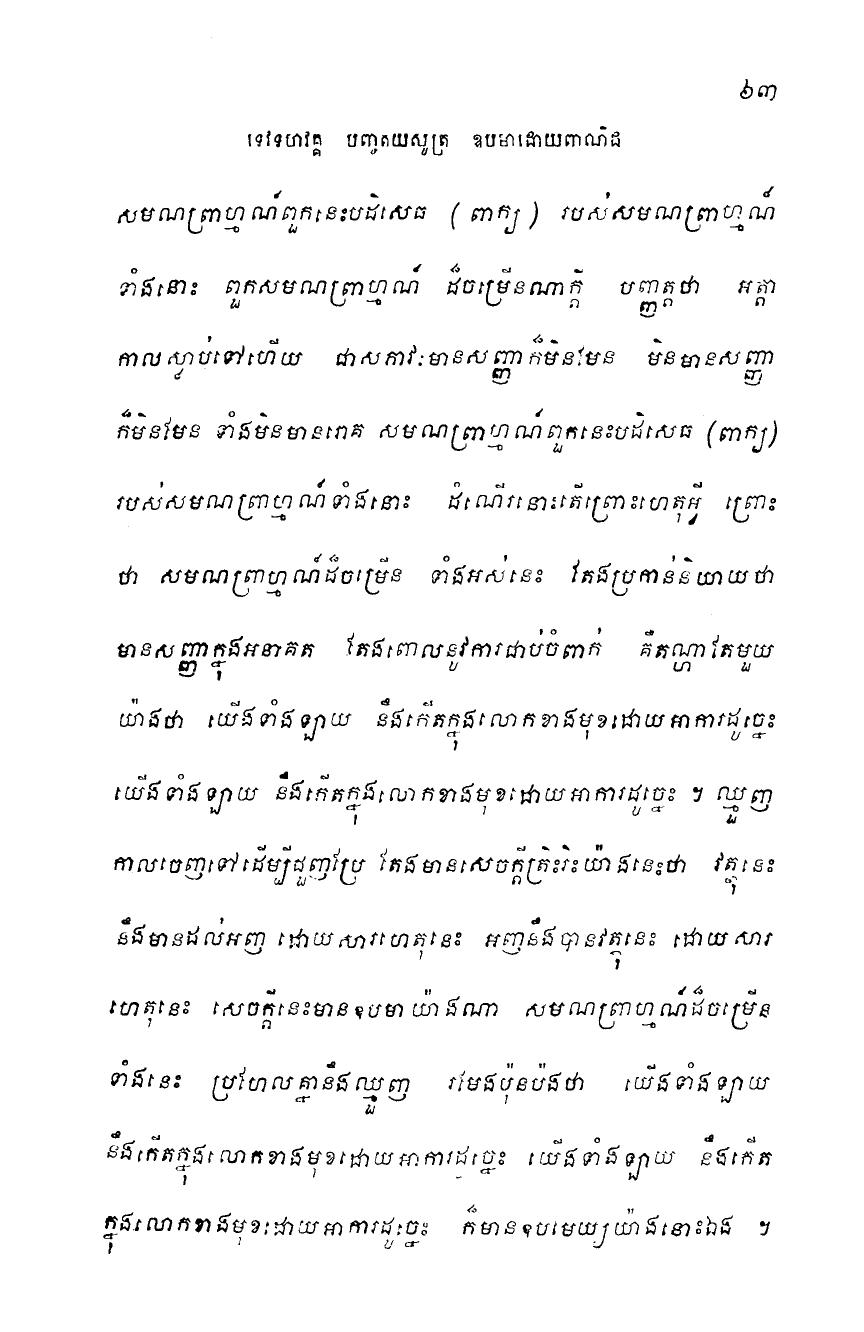 ៦៣
ទេវទហវគ្គ បញ្ចត្តយសូត្រ ឧបមាដោយពាណិជ
សមណព្រាហ្មណ៍ពួកនេះបដិសេធ (ពាក្យ) របស់សមណព្រាហ្មណ៍
ទាំងនោះ ពួកសមណព្រាហ្មណ៍ ដ៏ចម្រើនណាក្តី បញ្ញត្តថា អត្តា
កាលស្លាប់ទៅហើយ ជាសភាវៈមានសញ្ញាក៏មិនមែន មិនមានសញ្ញា
ក៏មិនមែន ទាំងមិនមានរោគ សមណព្រាហ្មណ៍ពួកនេះបដិសេធ (ពាក្យ)
របស់សមណព្រាហ្មណ៍ទាំងនោះ ដំណើរនោះតើព្រោះហេតុអ្វី ព្រោះ
ថា សមណព្រាហ្មណ៍ដ៏ចម្រើន ទាំងអស់នេះ តែងប្រកាន់និយាយថា
មានសញ្ញាក្នុងអនាគត តែងពោលនូវការជាប់ចំពាក់ គឺតណ្ហាតែមួយ
យ៉ាងថា យើងទាំងឡាយ នឹងកើតក្នុងលោកខាងមុខដោយអាការដូច្នេះ
យើងទាំងឡាយ នឹងកើតក្នុងលោកខាងមុខដោយអាការដូច្នេះ ។ ឈ្មួញ
កាលចេញទៅដើម្បីជួញប្រែ តែងមានសេចក្តីត្រិះរិះយ៉ាងនេះថា វត្ថុនេះ
នឹងមានដល់អញ ដោយសារហេតុនេះ អញនឹងបានវត្ថុនេះ ដោយសារ
ហេតុនេះ សេចក្តីនេះមានឧបមាយ៉ាងណា សមណព្រាហ្មណ៍ដ៏ចម្រើន
ទាំងនេះ ប្រហែលគ្នានឹងឈ្មួញ រមែងប៉ុនប៉ងថា យើងទាំងឡាយ
នឹងកើតក្នុងលោកខាងមុខដោយអាការដូច្នេះ យើងទាំងឡាយ នឹងកើត
ក្នុងលោកខាងមុខដោយអាការដូច្នេះ ក៏មានឧបមេយ្យយ៉ាងនោះឯង ។